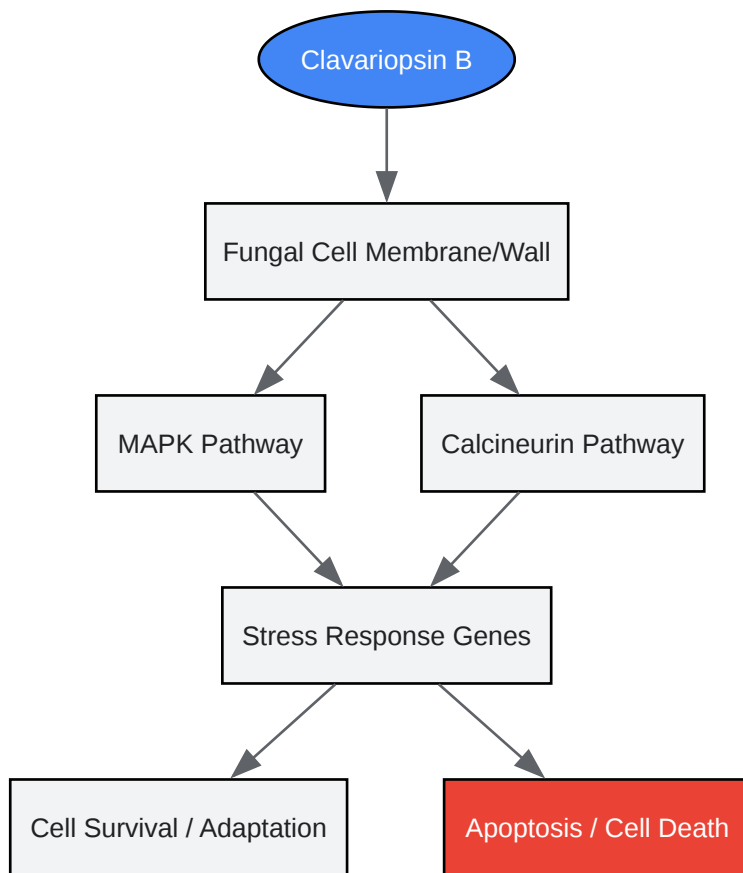 Clavariopsin B
Fungal Cell Membrane/Wall
MAPK Pathway
Calcineurin Pathway
Stress Response Genes
Cell Survival / Adaptation
Apoptosis / Cell Death